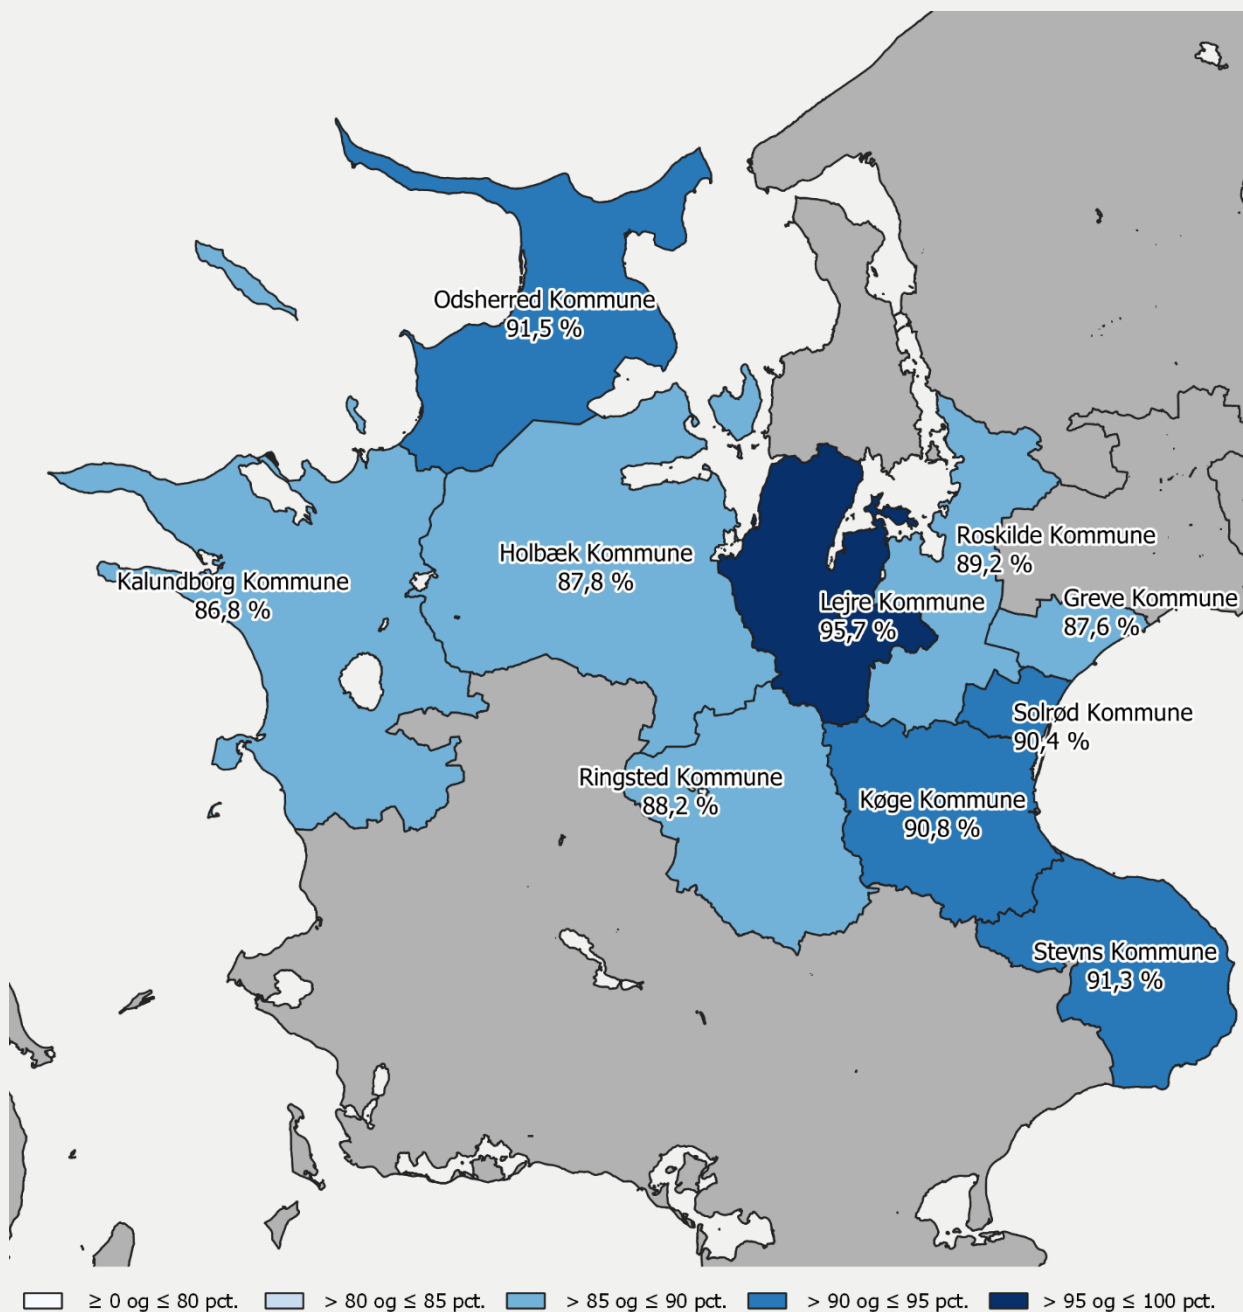 Odsherred Kommune
91,5 %
Roskilde Kommune
89,2 %
Holbæk Kommune
87,8 %
Kalundborg Kommune
86,8 %
Lejre Kommune
95,7 %
Greve Kommune
87,6 %
Solrød Kommune
90,4 %
Ringsted Kommune
88,2 %
Køge Kommune
90,8 %
Stevns Kommune
91,3 %
≥ 0 og ≤ 80 pct.
> 80 og ≤ 85 pct.
> 85 og ≤ 90 pct.
> 90 og ≤ 95 pct.
> 95 og ≤ 100 pct.